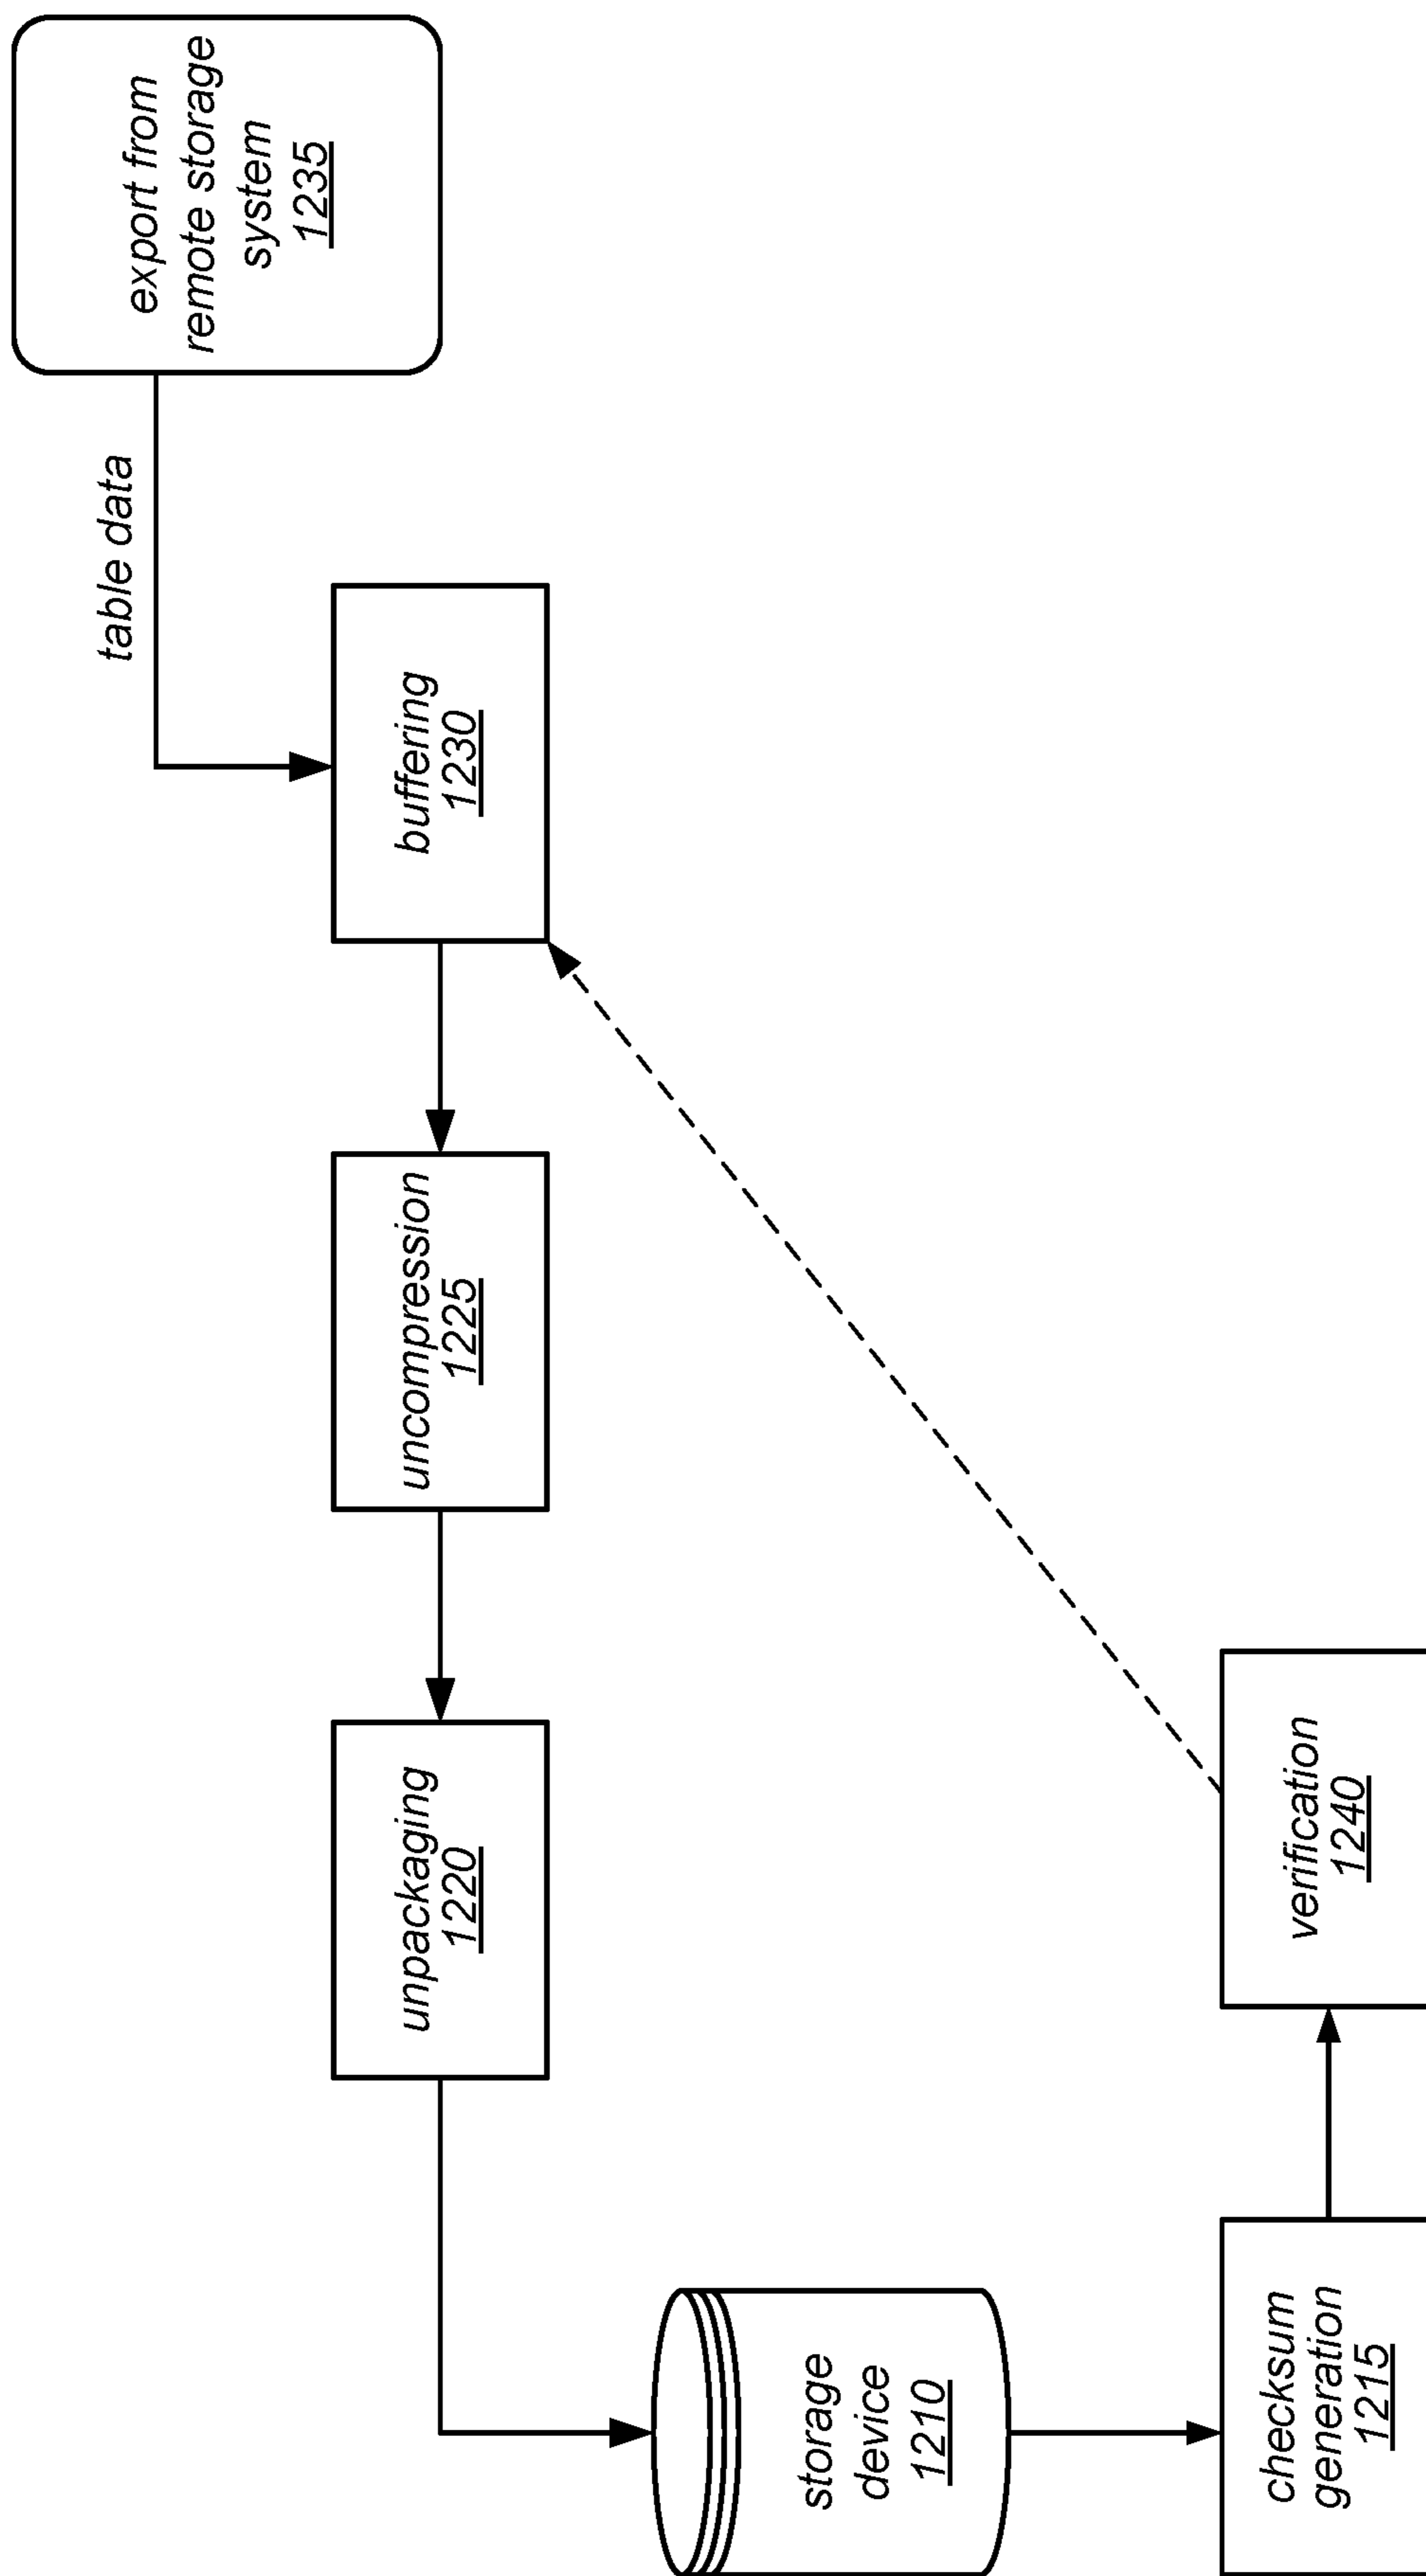 export from
remote storage
system
1235
table data
buffering
1230
uncompression
1225
unpackaging
1220
storage
device
1210
checksum
generation
1215
verification
1240